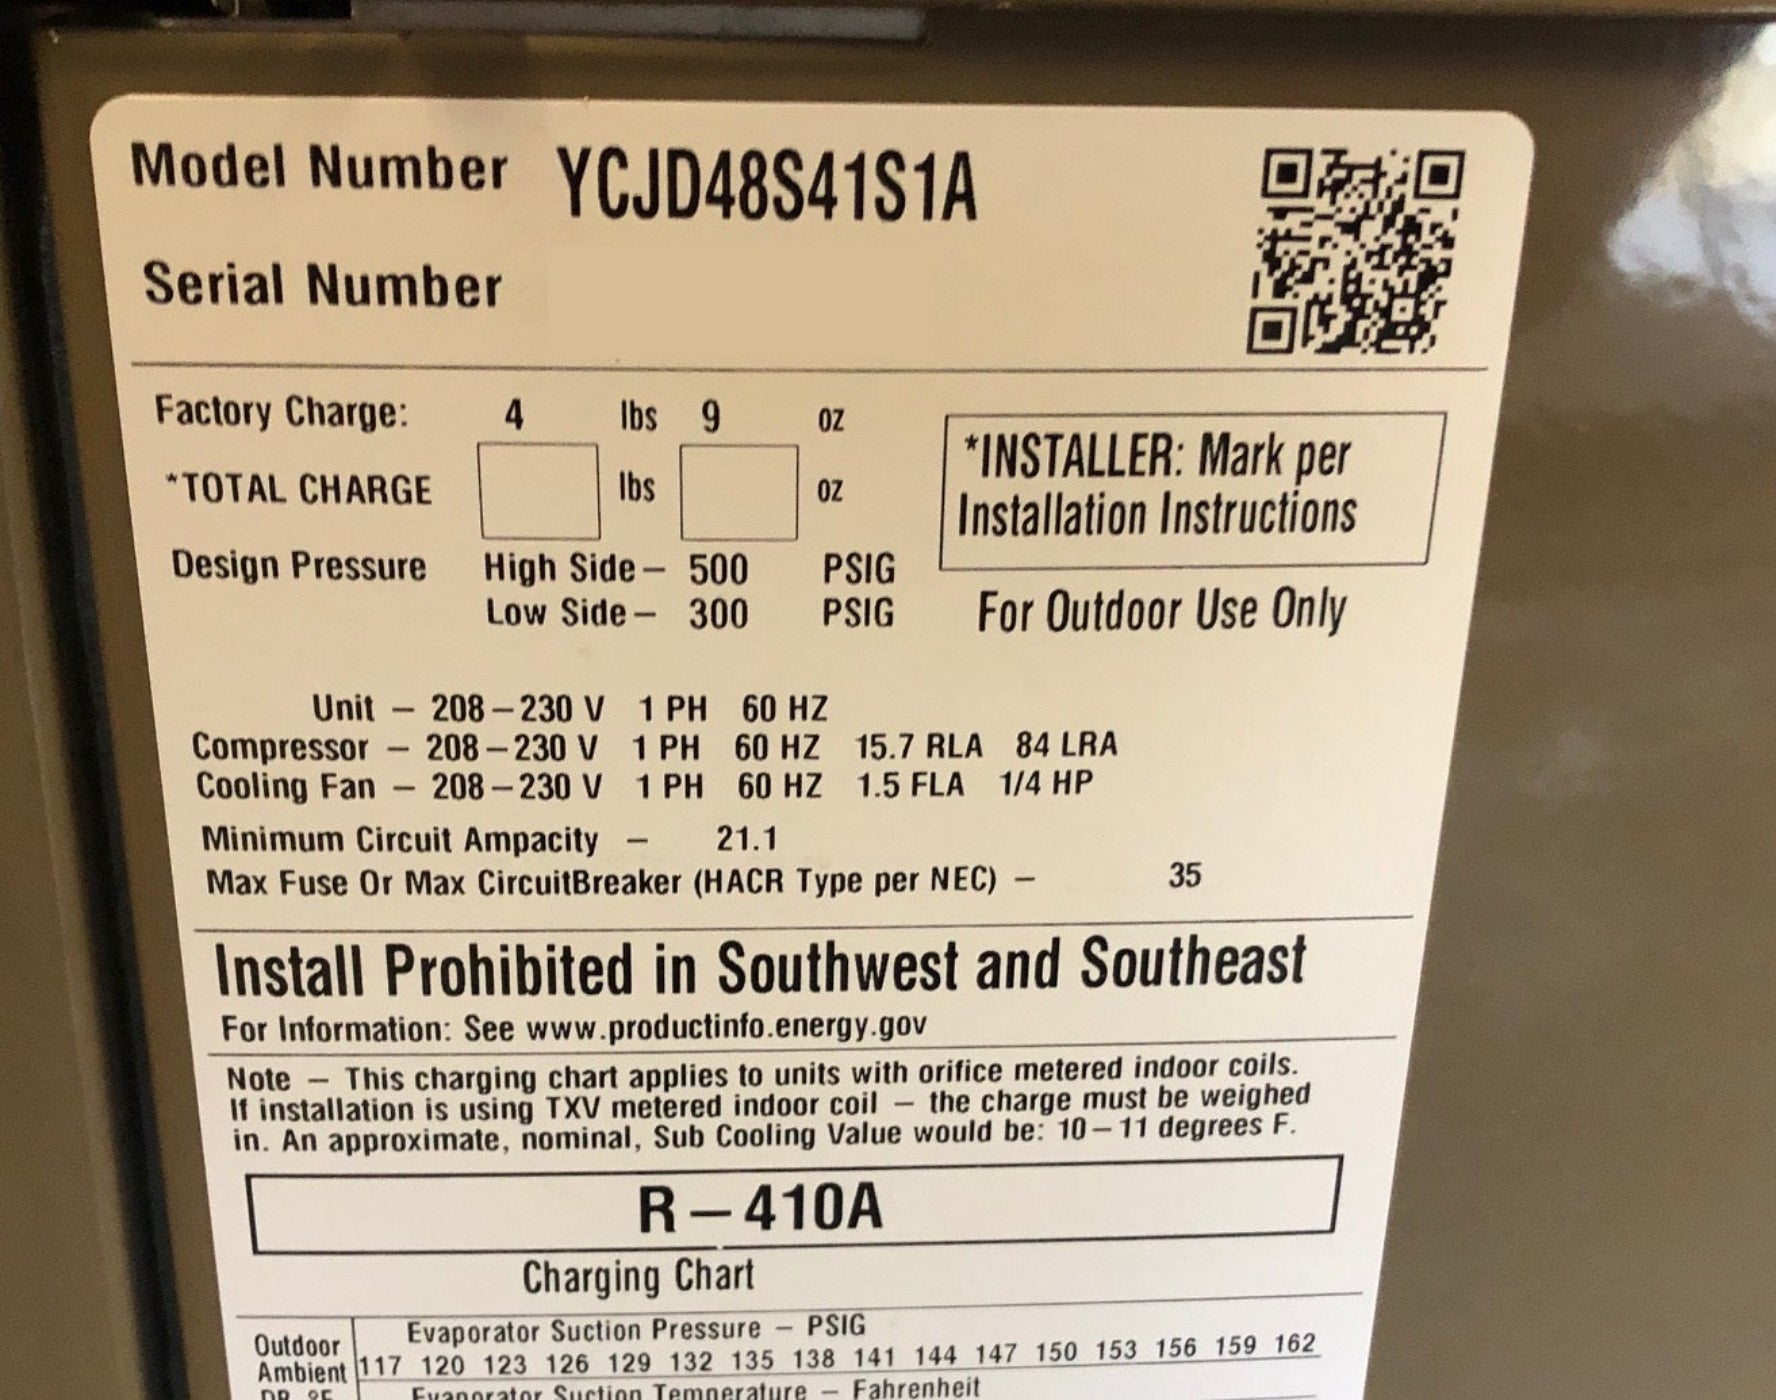 Model Number YCJD48S41S1A
Serial Number
Factory Charge: 4 lbs 9 oz
*TOTAL CHARGE lbs oz
*INSTALLER: Mark per
Installation Instructions
Design Pressure High Side – 500 PSIG
Low Side – 300 PSIG
For Outdoor Use Only
Unit – 208–230 V 1 PH 60 HZ
Compressor – 208–230 V 1 PH 60 HZ 15.7 RLA 84 LRA
Cooling Fan – 208–230 V 1 PH 60 HZ 1.5 FLA 1/4 HP
Minimum Circuit Ampacity – 21.1
Max Fuse Or Max CircuitBreaker (HACR Type per NEC) – 35
Install Prohibited in Southwest and Southeast
For Information: See www.productinfo.energy.gov
Note – This charging chart applies to units with orifice metered indoor coils.
If installation is using TXV metered indoor coil – the charge must be weighed
in. An approximate, nominal, Sub Cooling Value would be: 10–11 degrees F.
R–410A
Charging Chart
Evaporator Suction Pressure – PSIG
Outdoor
Ambient 117 120 123 126 129 132 135 138 141 144 147 150 153 156 159 162
DB °F Evaporator Suction Temperature – Fahrenheit